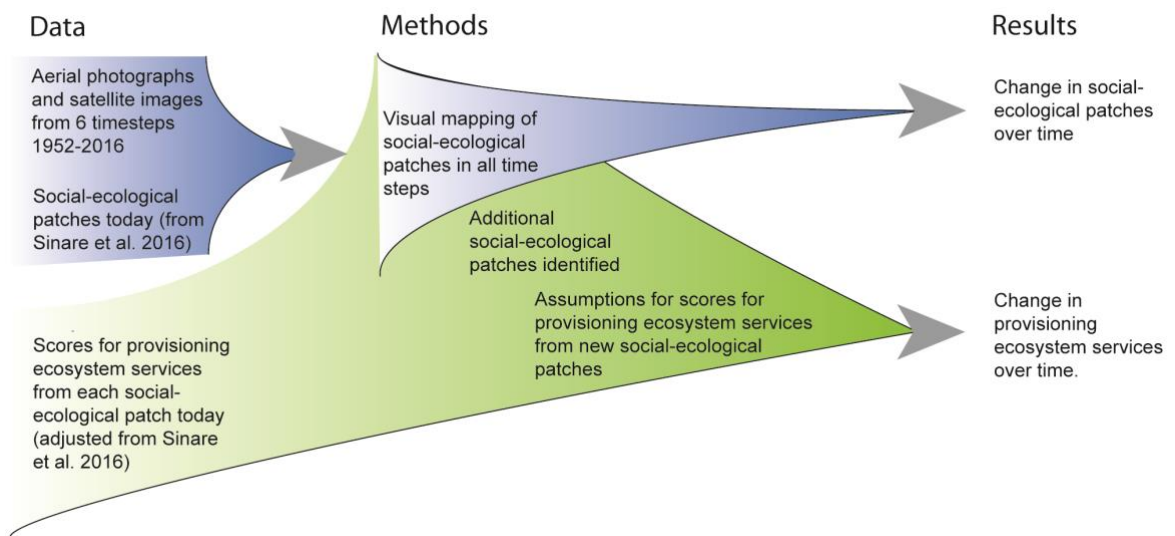 Data
Methods
Results
Aerial photographs
and satellite images
from 6 timesteps
1952-2016
Social-ecological
patches today (from
Sinare et al. 2016)
Visual mapping of
social-ecological
patches in all time
steps
Change in social-
ecological patches
over time
Additional
social-ecological
patches identified
Scores for provisioning
ecosystem services
from each social-
ecological patch today
(adjusted from Sinare
et al. 2016)
Assumptions for scores for
provisioning ecosystem services
from new social-ecological
patches
Change in
provisioning
ecosystem services
over time.